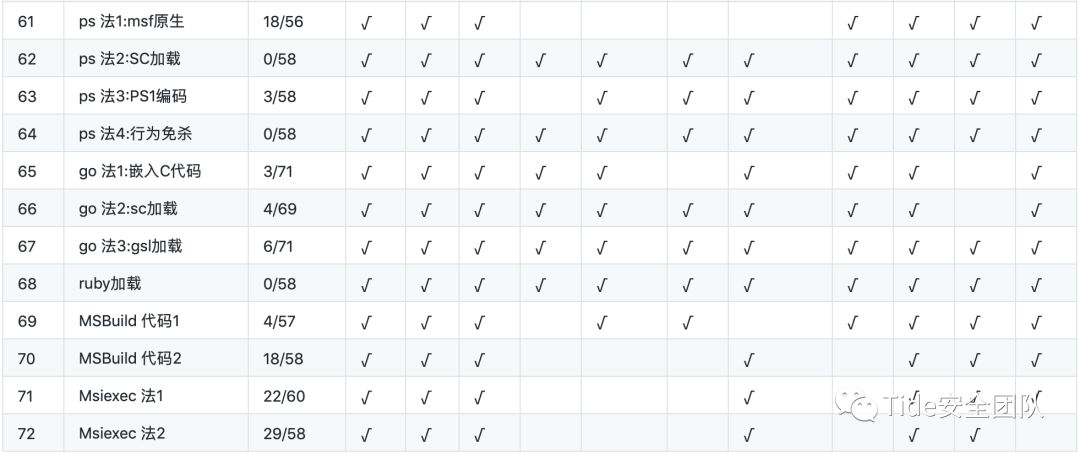 61 ps 法1:msf原生 18/56 √ √ √ √ √ √ √
62 ps 法2:SC加载 0/58 √ √ √ √ √ √ √ √ √ √ √
63 ps 法3:PS1编码 3/58 √ √ √ √ √ √ √ √ √ √
64 ps 法4:行为免杀 0/58 √ √ √ √ √ √ √ √ √ √ √
65 go 法1:嵌入C代码 3/71 √ √ √ √ √ √ √ √ √
66 go 法2:sc加载 4/69 √ √ √ √ √ √ √ √ √ √
67 go 法3:gsl加载 6/71 √ √ √ √ √ √ √ √ √ √ √
68 ruby加载 0/58 √ √ √ √ √ √ √ √ √ √ √
69 MSBuild 代码1 4/57 √ √ √ √ √ √ √ √ √
70 MSBuild 代码2 18/58 √ √ √ √ √ √ √
71 Msiexec 法1 22/60 √ √ √ √ √ √ √
72 Msiexec 法2 29/58 √ √ √ √ √ √
Tide安全团队